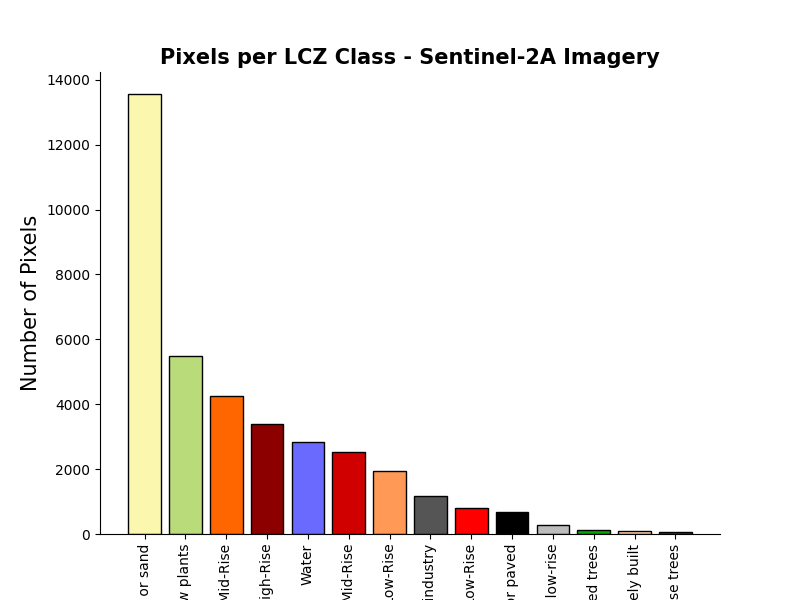 Pixels per LCZ Class - Sentinel-2A Imagery
Number of Pixels
14000
12000
10000
8000
6000
4000
2000
0
or sand
w plants
Mid-Rise
igh-Rise
Water
Mid-Rise
ow-Rise
industry
ow-Rise
or paved
low-rise
ed trees
ely built
se trees